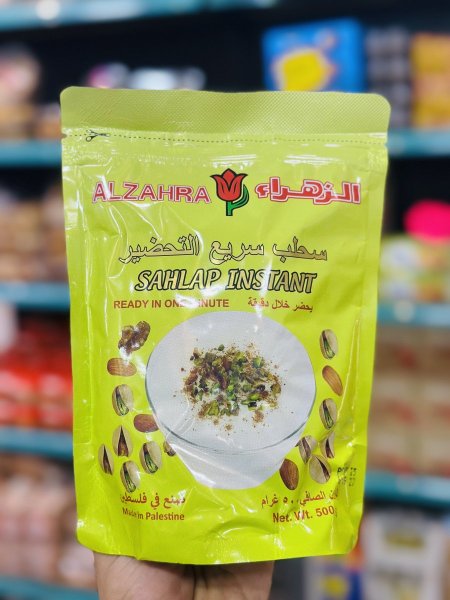 ALZAHRA الزهراء
سحلب سريع التحضير
SAHLAP INSTANT
READY IN ONE MINUTE يحضر خلال دقيقة
صنع في فلسطين
Made in Palestine
الصافي ٥٠٠ غرام
Net. Wt. 500g